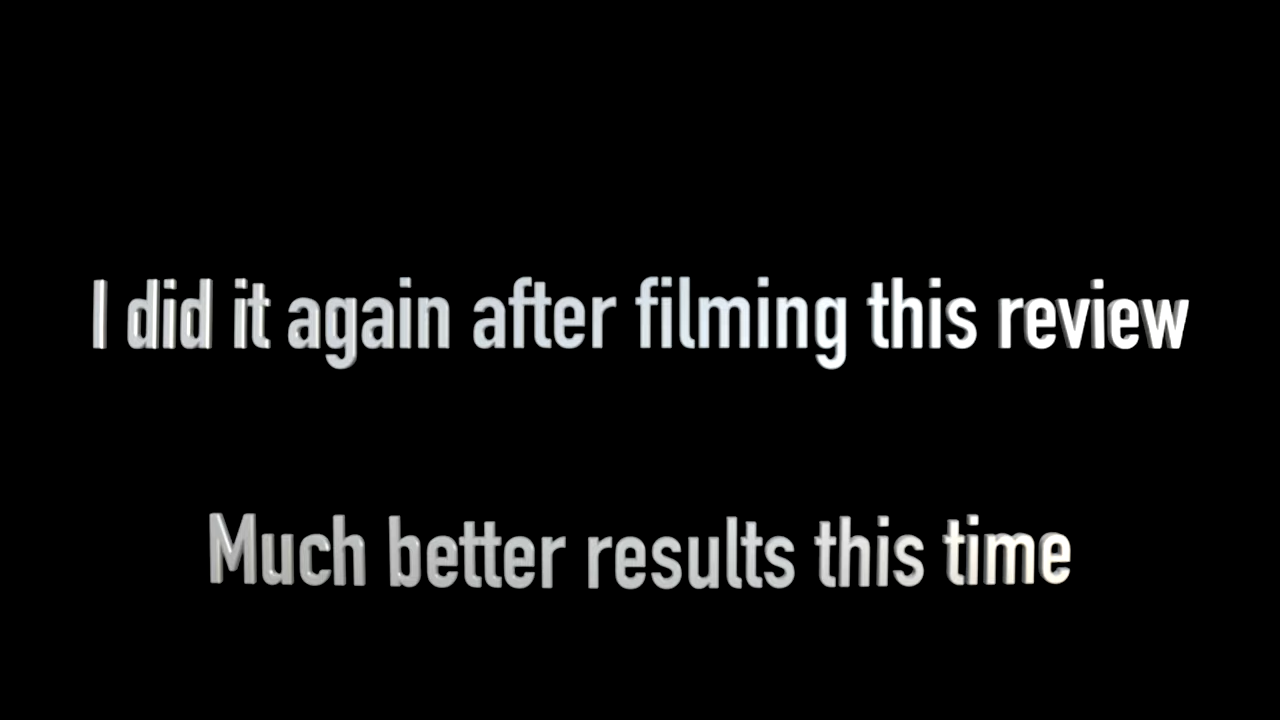 I did it again after filming this review
Much better results this time